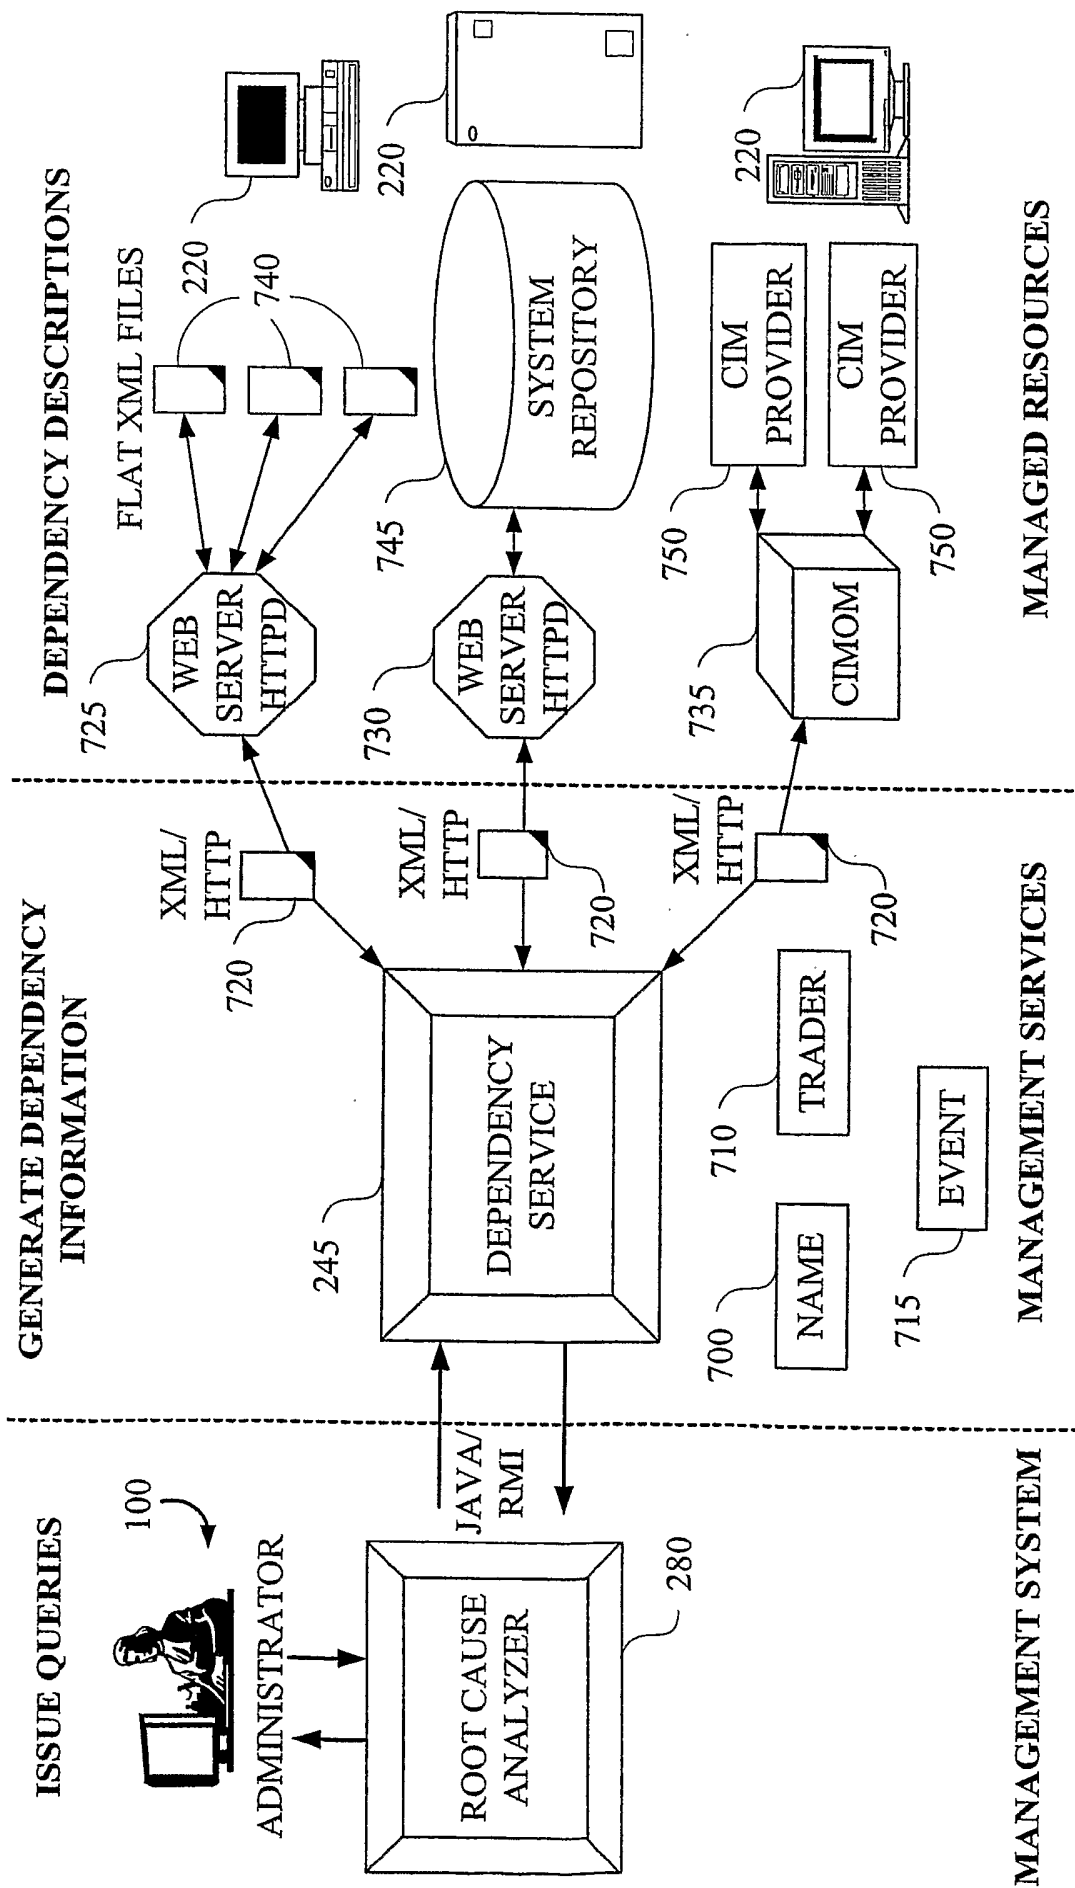 ISSUE QUERIES
100
ADMINISTRATOR
ROOT CAUSE
ANALYZER
280
MANAGEMENT SYSTEM
JAVA/
RMI
GENERATE DEPENDENCY
INFORMATION
245
DEPENDENCY
SERVICE
XML/
HTTP
720
XML/
HTTP
720
XML/
HTTP
720
700
NAME
710
TRADER
715
EVENT
MANAGEMENT SERVICES
DEPENDENCY DESCRIPTIONS
FLAT XML FILES
725
WEB
SERVER
HTTPD
740
220
730
WEB
SERVER
HTTPD
745
SYSTEM
REPOSITORY
220
735
CIMOM
750
CIM
PROVIDER
750
CIM
PROVIDER
220
MANAGED RESOURCES